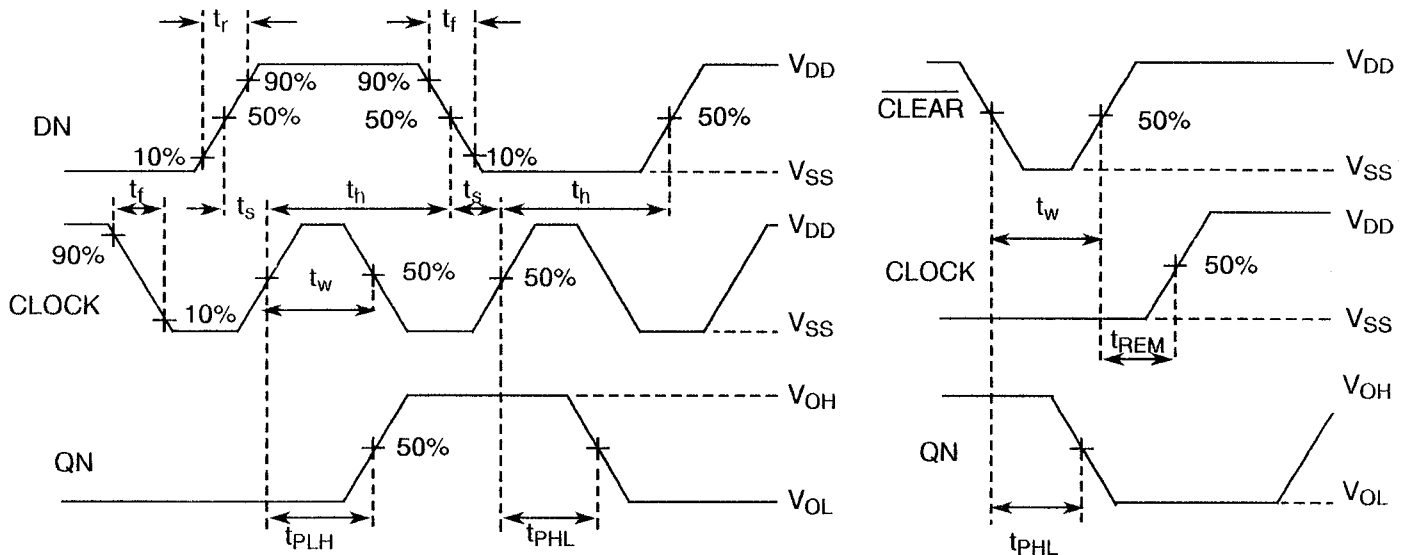 tr
tf
VDD
90%
90%
DN
50%
50%
50%
10%
10%
VSS
tf
ts
th
ts
th
VDD
90%
tw
50%
50%
CLOCK
10%
VSS
VOH
QN
50%
VOL
tPLH
tPHL
VDD
CLEAR
50%
VSS
tw
VDD
CLOCK
50%
VSS
tREM
VOH
QN
VOL
tPHL